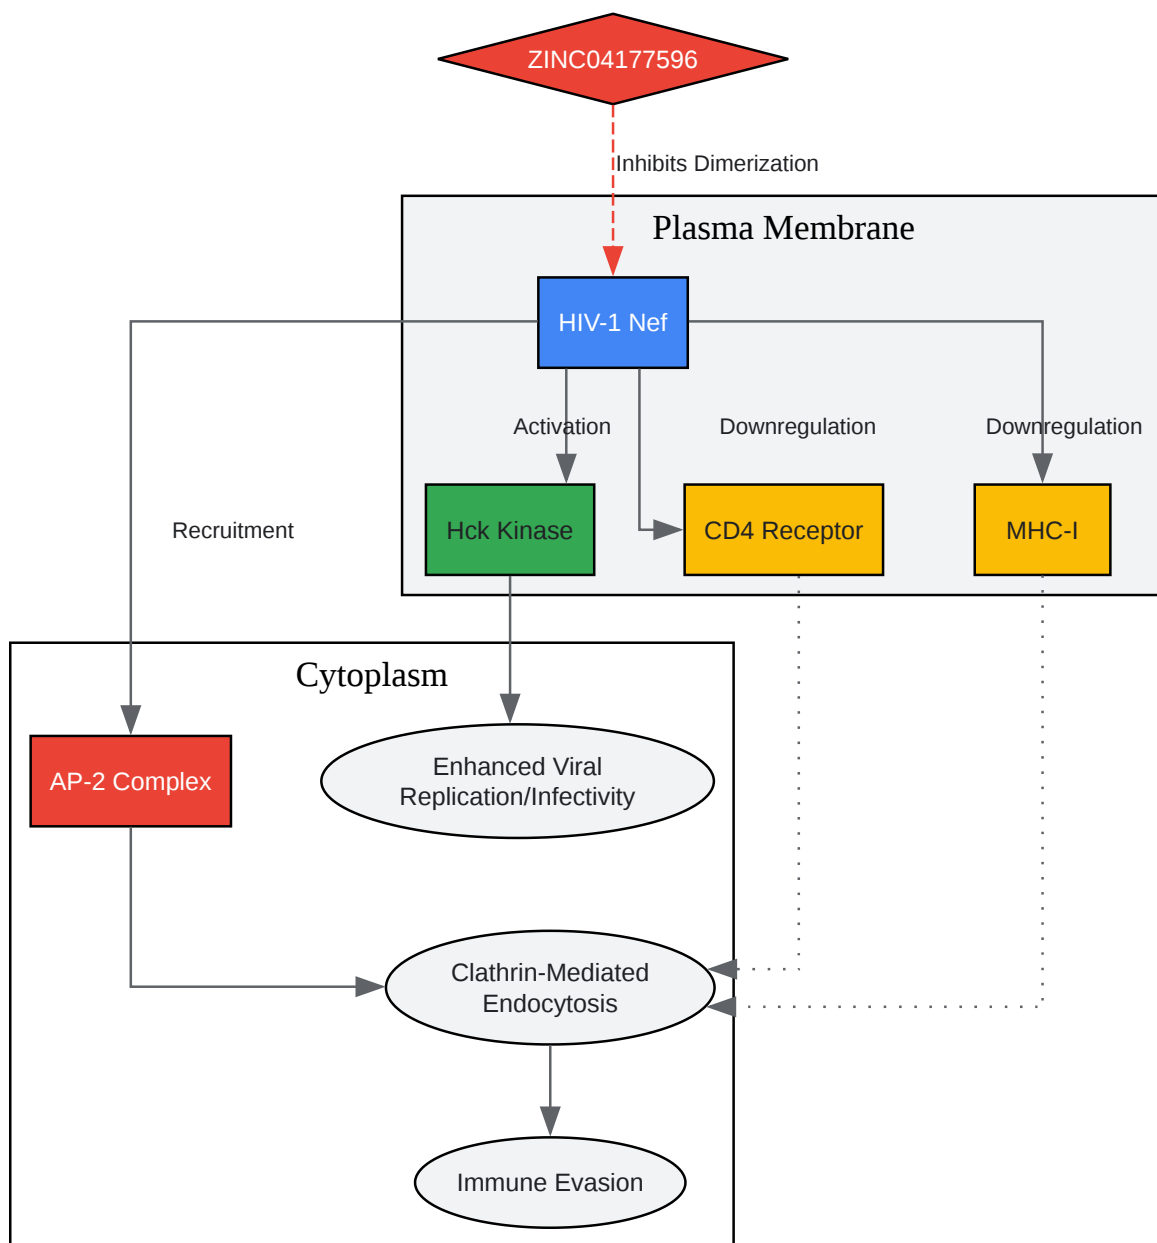 ZINC04177596
Inhibits Dimerization
Plasma Membrane
HIV-1 Nef
Activation
Downregulation
Downregulation
Hck Kinase
CD4 Receptor
MHC-I
Recruitment
Cytoplasm
AP-2 Complex
Enhanced Viral
Replication/Infectivity
Clathrin-Mediated
Endocytosis
Immune Evasion